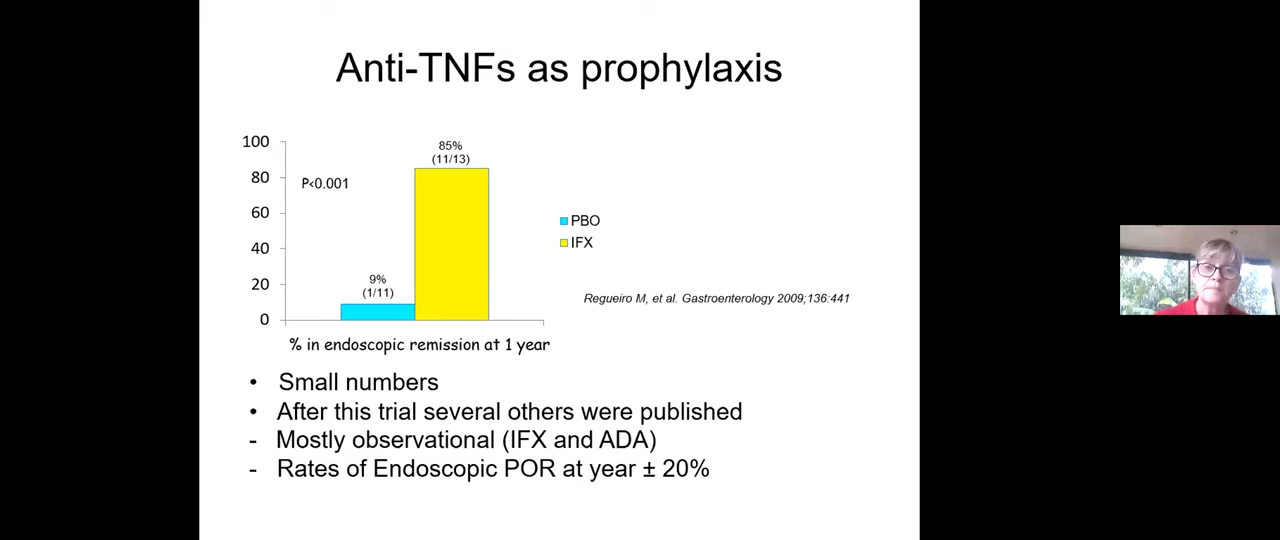 Anti-TNFs as prophylaxis
100
80
60
40
20
0
P<0.001
9%
(1/11)
85%
(11/13)
PBO
IFX
Regueiro M, et al. Gastroenterology 2009;136:441
% in endoscopic remission at 1 year
• Small numbers
• After this trial several others were published
- Mostly observational (IFX and ADA)
- Rates of Endoscopic POR at year ± 20%